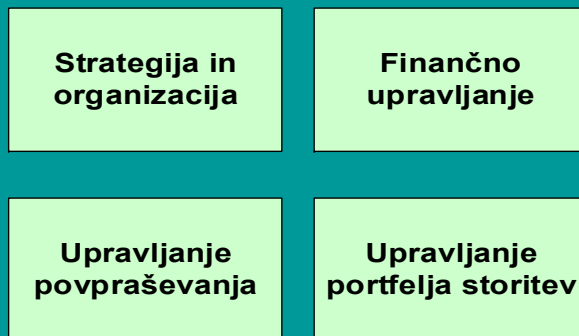 Strategija in
organizacija
Finančno
upravljanje
Upravljanje
povpraševanja
Upravljanje
portfelja storitev